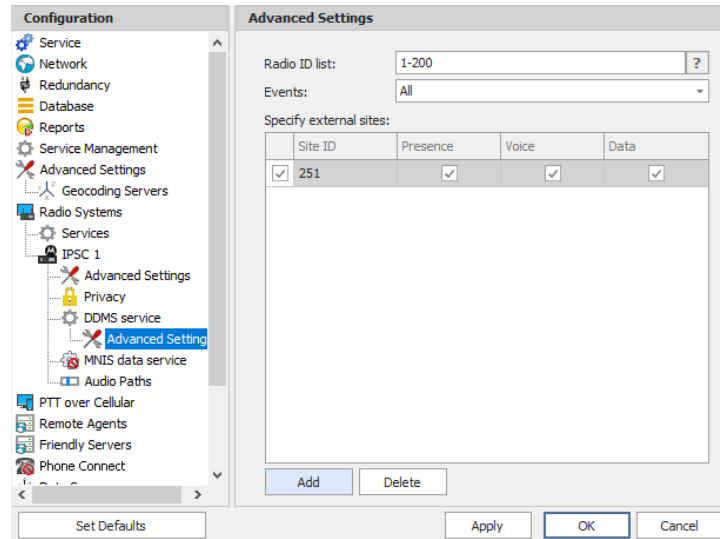 Configuration
Service
Network
Redundancy
Database
Reports
Service Management
Advanced Settings
Geocoding Servers
Radio Systems
Services
IPSC 1
Advanced Settings
Privacy
DDMS service
Advanced Setting
MNIS data service
Audio Paths
PTT over Cellular
Remote Agents
Friendly Servers
Phone Connect
Set Defaults
Advanced Settings
Radio ID list: 1-200 ?
Events: All
Specify external sites:
Site ID Presence Voice Data
251
Add Delete
Apply OK Cancel